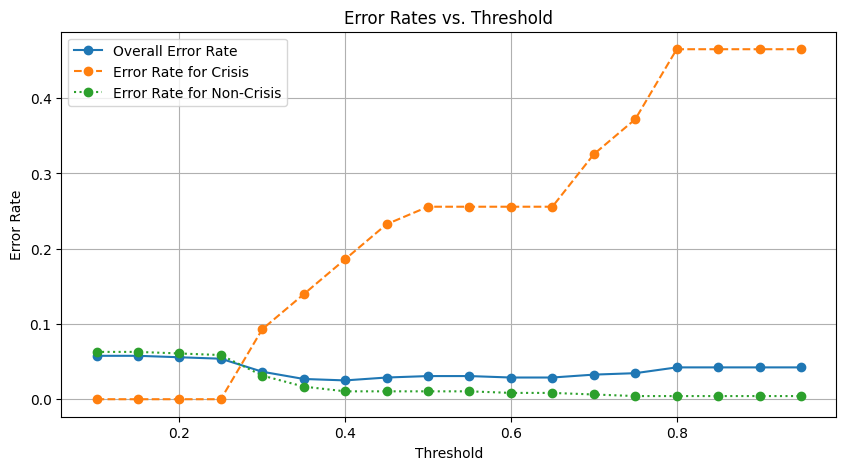 Error Rates vs. Threshold
Overall Error Rate
Error Rate for Crisis
Error Rate for Non-Crisis
Error Rate
0.4
0.3
0.2
0.1
0.0
0.2 0.4 0.6 0.8
Threshold